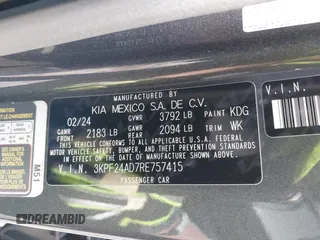 MANUFACTURED BY
KIA MEXICO S.A. DE C.V.
02/24 GVWR 3792 LB PAINT KDG
GAWR 2183 LB GAWR 2094 LB TRIM WK
THIS VEHICLE CONFORMS TO ALL APPLICABLE FEDERAL
MOTOR VEHICLE SAFETY, BUMPER, AND THEFT
PREVENTION STANDARDS IN EFFECT ON THE DATE OF
MANUFACTURE SHOWN ABOVE.
V.I.N. 3KPF24AD7RE757415
PASSENGER CAR
V.I.N.
M51
DREAMBID